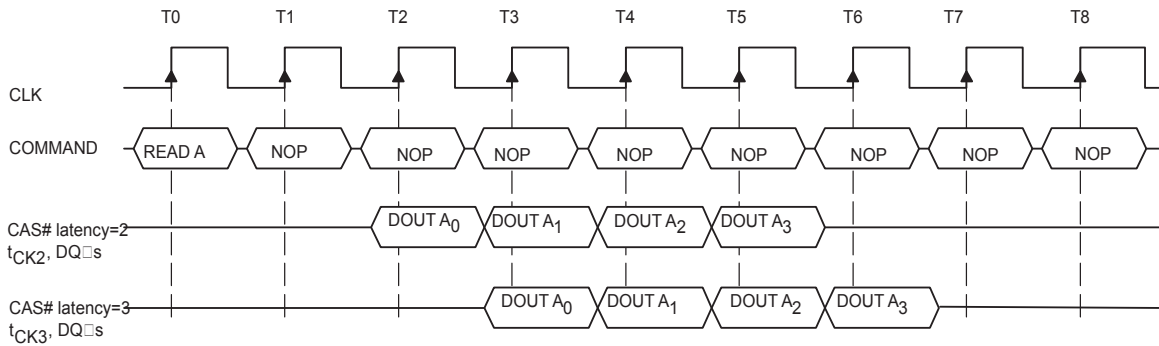 T0 T1 T2 T3 T4 T5 T6 T7 T8
CLK
COMMAND READ A NOP NOP NOP NOP NOP NOP NOP NOP
CAS# latency=2 DOUT A0 DOUT A1 DOUT A2 DOUT A3
tCK2, DQ□s
CAS# latency=3 DOUT A0 DOUT A1 DOUT A2 DOUT A3
tCK3, DQ□s